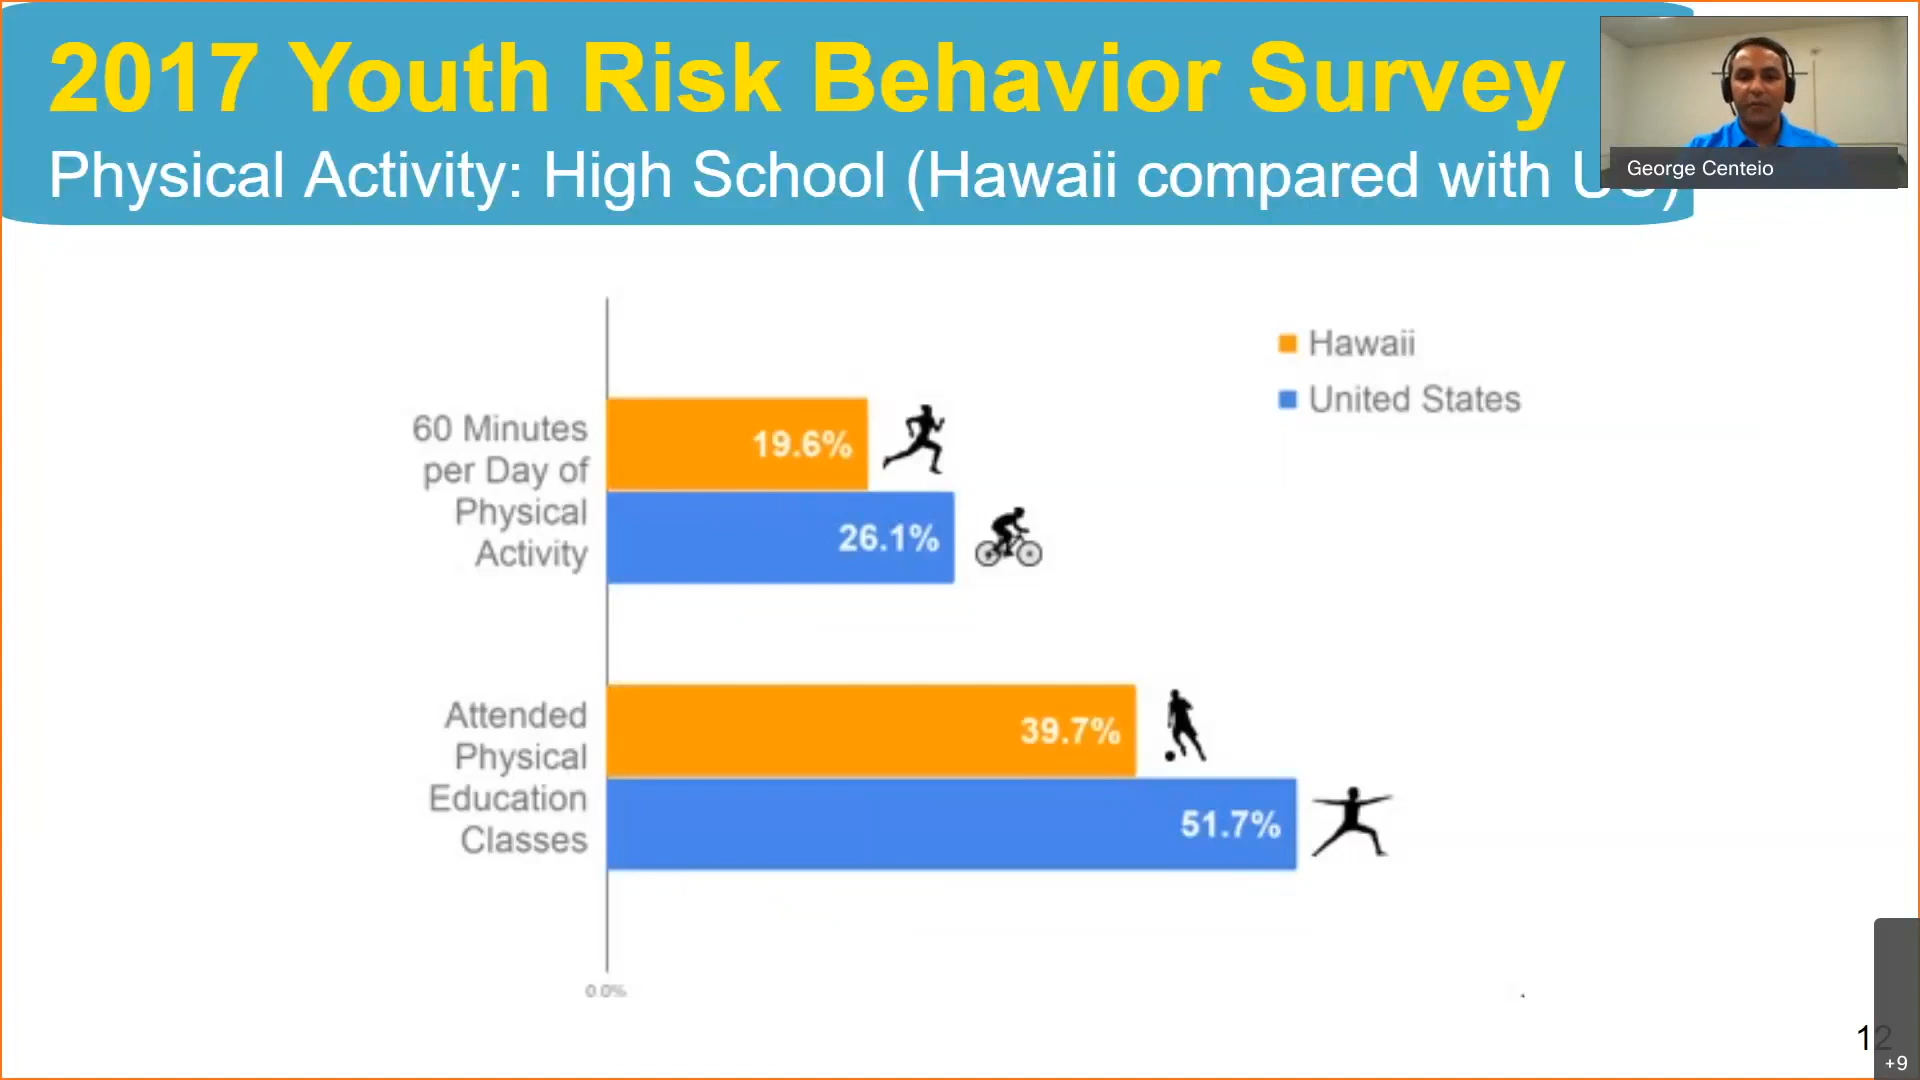 2017 Youth Risk Behavior Survey
Physical Activity: High School (Hawaii compared with US)
George Centeio
Hawaii
United States
60 Minutes
per Day of
Physical
Activity
19.6%
26.1%
Attended
Physical
Education
Classes
39.7%
51.7%
0.0%
12
+9